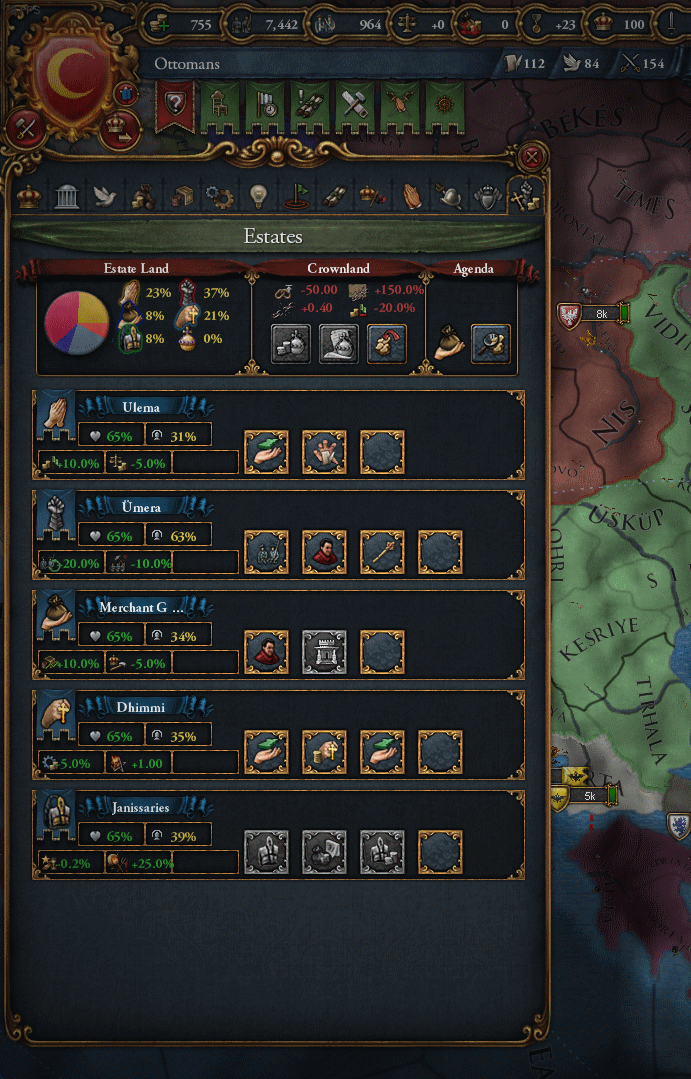 755 7,442 964 +0 0 +23 100
Ottomans 112 84 154
BÉKÉS
TIMES
Estates
Estate Land Crownland Agenda
23% 37% -50.00 +150.0%
8% 21% +0.40 -20.0%
8% 0%
8k
VIDI
NIS
Ulema
65% 31%
+10.0% -5.0%
Ümera
65% 63%
+20.0% -10.0%
ÜSKÜP
OHRI
S
Merchant G ...
65% 34%
+10.0% -5.0%
KESRIYE
TIRHALA
Dhimmi
65% 35%
+5.0% +1.00
ARTA
5k
Janissaries
65% 39%
-0.2% +25.0%